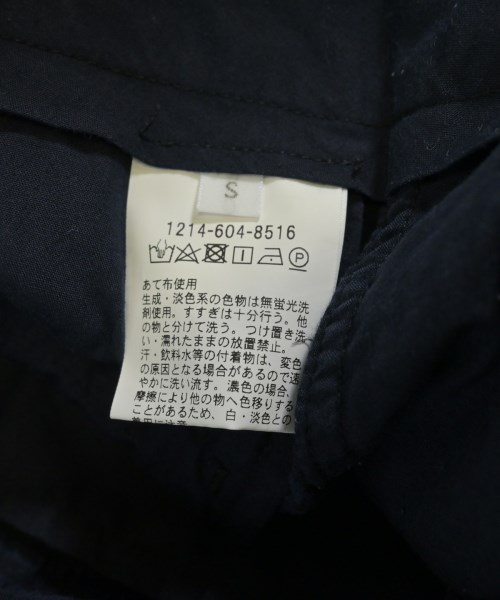 S
1214-604-8516
あて布使用
生成・淡色系の色物は無蛍光洗
剤使用。すすぎは十分行う。他
の物と分けて洗う。つけ置き洗
い・濡れたままの放置禁止。
汗・飲料水等の付着物は、変色
の原因となる場合があるので速
やかに洗い流す。濃色の場合、
摩擦により他の物へ色移りする
ことがあるため、白・淡色との
着用に注意